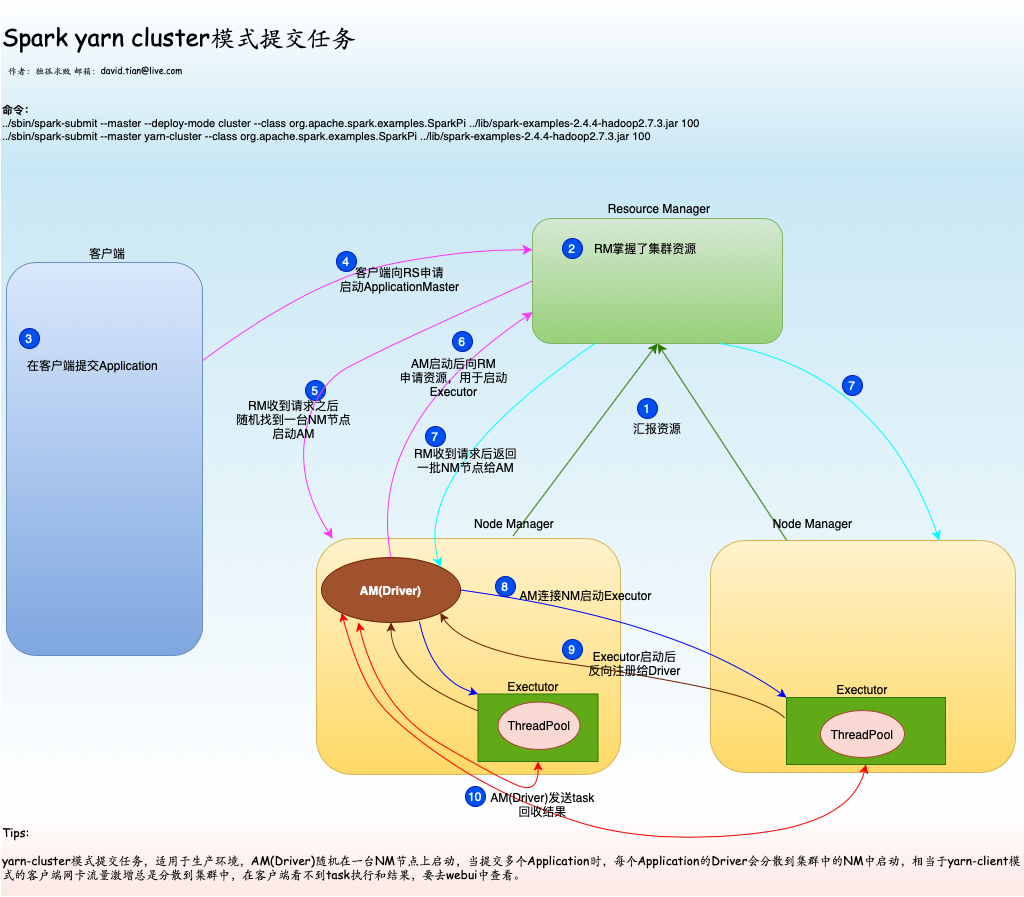 Spark yarn cluster模式提交任务
作者：独孤求败 邮箱：david.tian@live.com
命令：
../sbin/spark-submit --master --deploy-mode cluster --class org.apache.spark.examples.SparkPi ../lib/spark-examples-2.4.4-hadoop2.7.3.jar 100
../sbin/spark-submit --master yarn-cluster --class org.apache.spark.examples.SparkPi ../lib/spark-examples-2.4.4-hadoop2.7.3.jar 100
Resource Manager
2 RM掌握了集群资源
客户端
3
在客户端提交Application
4
客户端向RS申请
启动ApplicationMaster
5
RM收到请求之后
随机找到一台NM节点
启动AM
6
AM启动后向RM
申请资源，用于启动
Executor
7
RM收到请求后返回
一批NM节点给AM
1
汇报资源
7
Node Manager
Node Manager
AM(Driver)
8 AM连接NM启动Executor
9 Executor启动后
反向注册给Driver
Exectutor
ThreadPool
Exectutor
ThreadPool
10 AM(Driver)发送task
回收结果
Tips:
yarn-cluster模式提交任务，适用于生产环境，AM(Driver)随机在一台NM节点上启动，当提交多个Application时，每个Application的Driver会分散到集群中的NM中启动，相当于yarn-client模
式的客户端网卡流量激增总是分散到集群中，在客户端看不到task执行和结果，要去webui中查看。